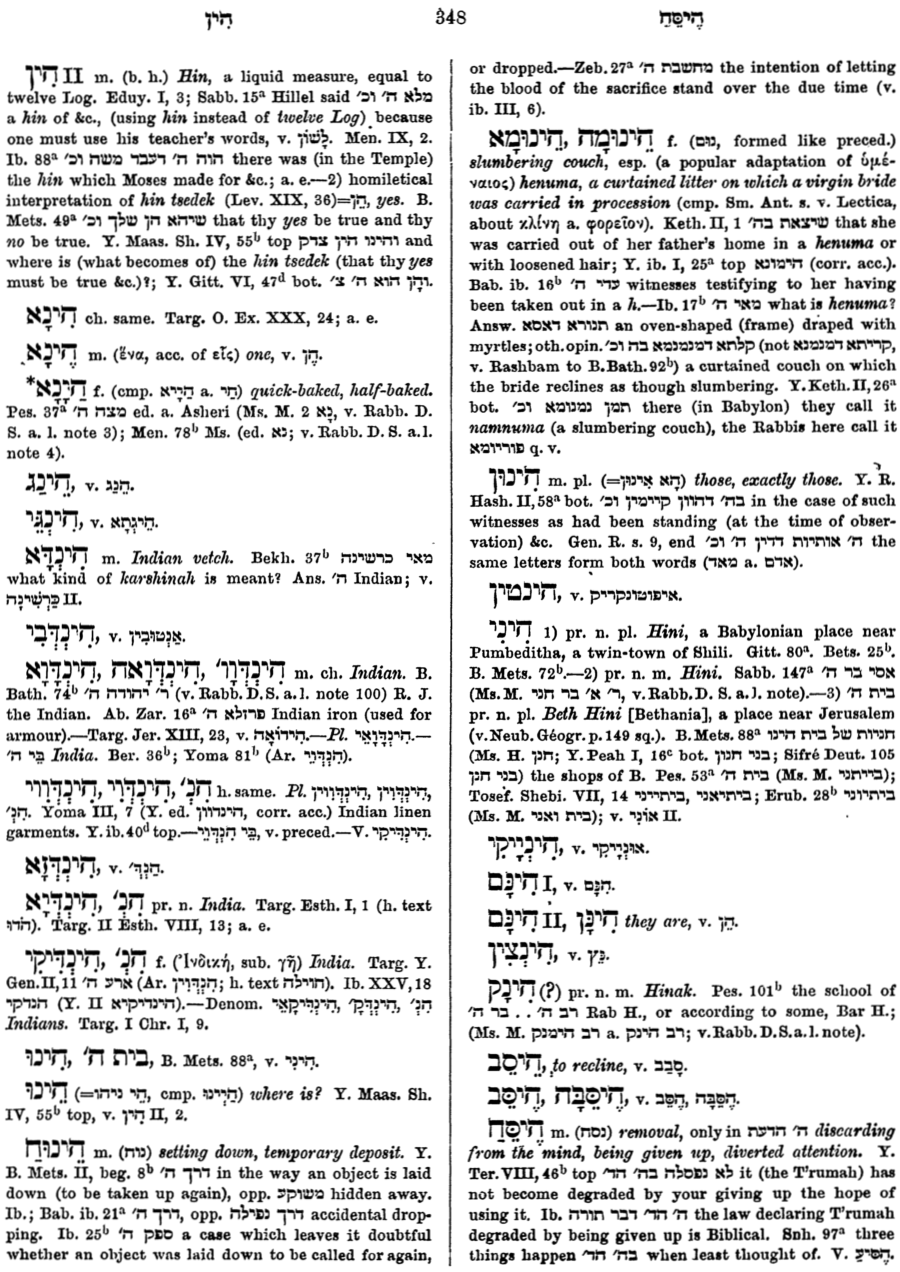 הִין 348 הֶיסֵּחַ
הִין II m. (b. h.) Hin, a liquid measure, equal to
twelve Log. Eduy. I, 3; Sabb. 15ᵃ Hillel said מלא ה' וכ'
a hin of &c., (using hin instead of twelve Log) because
one must use his teacher's words, v. לָשׁוֹן. Men. IX, 2.
Ib. 88ᵃ הוה ה' דעבד משה וכ' there was (in the Temple)
the hin which Moses made for &c.; a. e.—2) homiletical
interpretation of hin tsedek (Lev. XIX, 36)=הֵן, yes. B.
Mets. 49ᵃ שיהא הן שלך וכ' that thy yes be true and thy
no be true. Y. Maas. Sh. IV, 55ᵇ top והינו הין צדק and
where is (what becomes of) the hin tsedek (that thy yes
must be true &c.)?; Y. Gitt. VI, 47ᵈ bot. והן הוא ה' צ'.
הִינָא ch. same. Targ. O. Ex. XXX, 24; a. e.
הֶינָא m. (ἕνα, acc. of εἷς) one, v. הֶן.
הִינָא* f. (cmp. הַיָּיא a. חַי) quick-baked, half-baked.
Pes. 37ᵃ מצה ה' ed. a. Asheri (Ms. M. 2 נָא, v. Rabb. D.
S. a. l. note 3); Men. 78ᵇ Ms. (ed. נא; v. Rabb. D. S. a. l.
note 4).
הֵינַג, v. הֵנַג.
הִינְגֵּי, v. הֵיגְתָא.
הִינְדָּא m. Indian vetch. Bekh. 37ᵇ מאי כרשינה
what kind of karshinah is meant? Ans. ה' Indian; v.
כַּרְשִׁינָה II.
הִינְדְּבִי, v. אַנְטוּבִין.
הִינְדְּוָא, הִינְדְּוָאָה, הִינְדְּוָי' m. ch. Indian. B.
Bath. 74ᵇ ר' יהודה ה' (v. Rabb. D. S. a. l. note 100) R. J.
the Indian. Ab. Zar. 16ᵃ פרזלא ה' Indian iron (used for
armour).—Targ. Jer. XIII, 23, v. הִידוֹאָה.—Pl. הִינְדְּוָאֵי.—
בי ה' India. Ber. 36ᵇ; Yoma 81ᵇ (Ar. הִנְדְּוָיֵ).
הִינְדְּוִויִ, הִינְדְּוִי, הִנְ' h. same. Pl. הִינְדְּוִוין, הִינְדְּוִין,
הִנְ'. Yoma III, 7 (Y. ed. הינדווןן, corr. acc.) Indian linen
garments. Y. ib. 40ᵈ top.—בֵּי הִנְדְּוֵיי, v. preced.—V. הִינְדִּיקִי.
הִינְדְּזָא, v. הִנְדְּ'.
הִינְדְּיָא, הִנְ' pr. n. India. Targ. Esth. I, 1 (h. text
הֹדּוּ). Targ. II Esth. VIII, 13; a. e.
הִינְדִּיקִי, הִנְ' f. (Ἰνδική, sub. γῆ) India. Targ. Y.
Gen. II, 11 ארע ה' (Ar. הִנְדְּוִין; h. text חוילה). Ib. XXV, 18
הנדקי (Y. II הינדיקיא).—Denom. הִינְדִּיקָאֵי, הִינְדְּקָ', הִנְ'
Indians. Targ. I Chr. I, 9.
הִינוּ, בית ה', B. Mets. 88ᵃ, v. הִינִי.
הֵינוּ (=הֵי ניהו, cmp. הַיְינוּ) where is? Y. Maas. Sh.
IV, 55ᵇ top, v. הִין II, 2.
הִינוּחַ m. (נוח) setting down, temporary deposit. Y.
B. Mets. II, beg. 8ᵇ דרך ה' in the way an object is laid
down (to be taken up again), opp. משוקע hidden away.
Ib.; Bab. ib. 21ᵃ דרך ה', opp. דרך נפילה accidental drop-
ping. Ib. 25ᵇ ספק ה' a case which leaves it doubtful
whether an object was laid down to be called for again,
or dropped.—Zeb. 27ᵃ מחשבת ה' the intention of letting
the blood of the sacrifice stand over the due time (v.
ib. III, 6).
הֵינוּמָה, הֵינוּמָא f. (נום, formed like preced.)
slumbering couch, esp. (a popular adaptation of ὑμέ-
ναιος) henuma, a curtained litter on which a virgin bride
was carried in procession (cmp. Sm. Ant. s. v. Lectica,
about κλίνη a. φορεῖον). Keth. II, 1 שיצאת בה' that she
was carried out of her father's home in a henuma or
with loosened hair; Y. ib. I, 25ᵃ top הימונא (corr. acc.).
Bab. ib. 16ᵇ עדי ה' witnesses testifying to her having
been taken out in a h.—Ib. 17ᵇ מאי ה' what is henuma?
Answ. תנורא דאסא an oven-shaped (frame) draped with
myrtles; oth. opin. קלתא דמנמנמא בה וכ' (not קריתא דמנמנא,
v. Rashbam to B. Bath. 92ᵇ) a curtained couch on which
the bride reclines as though slumbering. Y. Keth. II, 26ᵃ
bot. תמן נמנומא וכ' there (in Babylon) they call it
namnuma (a slumbering couch), the Rabbis here call it
פוריומא q. v.
הִינוּן m. pl. (=הָא אִינוּן) those, exactly those. Y. R.
Hash. II, 58ᵃ bot. בה' דהוון קיימין וכ' in the case of such
witnesses as had been standing (at the time of obser-
vation) &c. Gen. R. s. 9, end ה' אותיות דדין ה' וכ' the
same letters form both words (מאד a. אדם).
הִינטִין, v. איפוטונקריק.
הִינִי 1) pr. n. pl. Hini, a Babylonian place near
Pumbeditha, a twin-town of Shili. Gitt. 80ᵃ. Bets. 25ᵇ.
B. Mets. 72ᵇ.—2) pr. n. m. Hini. Sabb. 147ᵃ אסי בר ה'
(Ms. M. ר' א' בר הני, v. Rabb. D. S. a. l. note).—3) בית ה'
pr. n. pl. Beth Hini [Bethania], a place near Jerusalem
(v. Neub. Géogr. p. 149 sq.). B. Mets. 88ᵃ חניות של בית הינו
(Ms. H. חנן; Y. Peah I, 16ᶜ bot. בני חנון; Sifré Deut. 105
בני חנן) the shops of B. Pes. 53ᵃ בית ה' (Ms. M. בייתני);
Tosef. Shebi. VII, 14 ביתיאני, ביתייני; Erub. 28ᵇ ביתיוני
(Ms. M. בית ואני); v. אוֹנִי II.
הִינְיָיקִי, v. אוּנְיָיקִי.
הִינָּם I, v. הִנָּם.
הִינָּם II, הִינָּן they are, v. הֵן.
הִינְצִין, v. נֵץ.
הִינָק (?) pr. n. m. Hinak. Pes. 101ᵇ the school of
רב ה' . . בר ה' Rab H., or according to some, Bar H.;
(Ms. M. רב הימנק a. רב הינק; v. Rabb. D. S. a. l. note).
הֵיסֵב, to recline, v. סָבַב.
הֵיסֵבָּה, הֶיסֵּב, v. הֲסַבָּה, הֶסֵּב.
הֶיסֵּחַ m. (נסח) removal, only in ה' הדעת discarding
from the mind, being given up, diverted attention. Y.
Ter. VIII, 46ᵇ top לא נפסלה בה' הד' it (the T'rumah) has
not become degraded by your giving up the hope of
using it. Ib. ה' הד' דבר תורה the law declaring T'rumah
degraded by being given up is Biblical. Snh. 97ᵃ three
things happen בה' הד' when least thought of. V. הֶסִּיעַ.